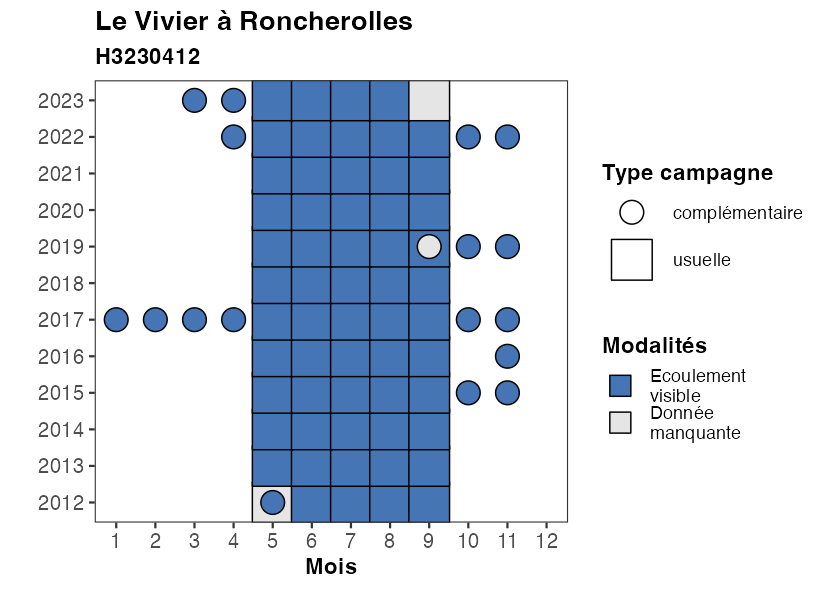 Le Vivier à Roncherolles
H3230412
2023
2022
2021
2020
2019
2018
2017
2016
2015
2014
2013
2012
1 2 3 4 5 6 7 8 9 10 11 12
Mois
Type campagne
complémentaire
usuelle
Modalités
Ecoulement
visible
Donnée
manquante